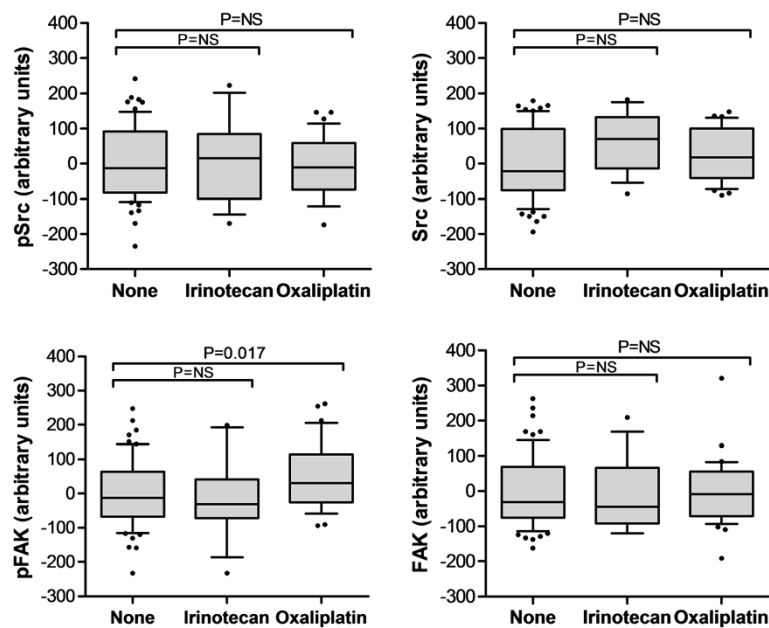 P=NS
P=NS
400
300
200
100
0
-100
-200
-300
pSrc (arbitrary units)
None Irinotecan Oxaliplatin
P=NS
P=NS
400
300
200
100
0
-100
-200
-300
Src (arbitrary units)
None Irinotecan Oxaliplatin
P=0.017
P=NS
400
300
200
100
0
-100
-200
-300
pFAK (arbitrary units)
None Irinotecan Oxaliplatin
P=NS
P=NS
400
300
200
100
0
-100
-200
-300
FAK (arbitrary units)
None Irinotecan Oxaliplatin